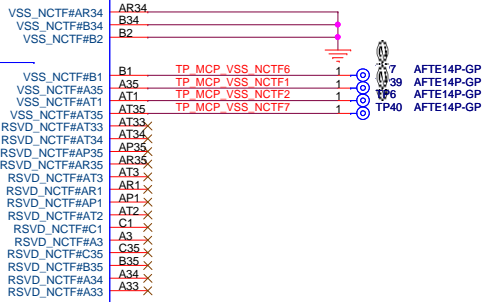 VSS_NCTF#AR34 AR34
VSS_NCTF#B34 B34
VSS_NCTF#B2 B2
VSS_NCTF#B1 B1 TP_MCP_VSS_NCTF6 1 7 AFTE14P-GP
VSS_NCTF#A35 A35 TP_MCP_VSS_NCTF1 1 39 AFTE14P-GP
VSS_NCTF#AT1 AT1 TP_MCP_VSS_NCTF2 1 TP6 AFTE14P-GP
VSS_NCTF#AT35 AT35 TP_MCP_VSS_NCTF7 1 TP40 AFTE14P-GP
RSVD_NCTF#AT33 AT33
RSVD_NCTF#AT34 AT34
RSVD_NCTF#AP35 AP35
RSVD_NCTF#AR35 AR35
RSVD_NCTF#AT3 AT3
RSVD_NCTF#AR1 AR1
RSVD_NCTF#AP1 AP1
RSVD_NCTF#AT2 AT2
RSVD_NCTF#C1 C1
RSVD_NCTF#A3 A3
RSVD_NCTF#C35 C35
RSVD_NCTF#B35 B35
RSVD_NCTF#A34 A34
RSVD_NCTF#A33 A33